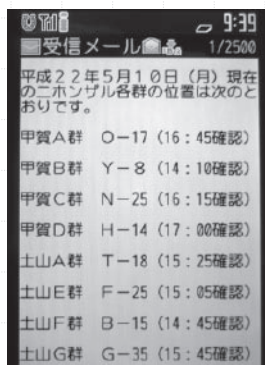 9:39
受信メール 1/2500
平成22年5月10日(月)現在
のニホンザル各群の位置は次のと
おりです。
甲賀A群 O－17(16:45確認)
甲賀B群 Y－8(14:10確認)
甲賀C群 N－25(16:15確認)
甲賀D群 H－14(17:00確認)
土山A群 T－18(15:25確認)
土山E群 F－25(15:05確認)
土山F群 B－15(14:45確認)
土山G群 G－35(15:45確認)